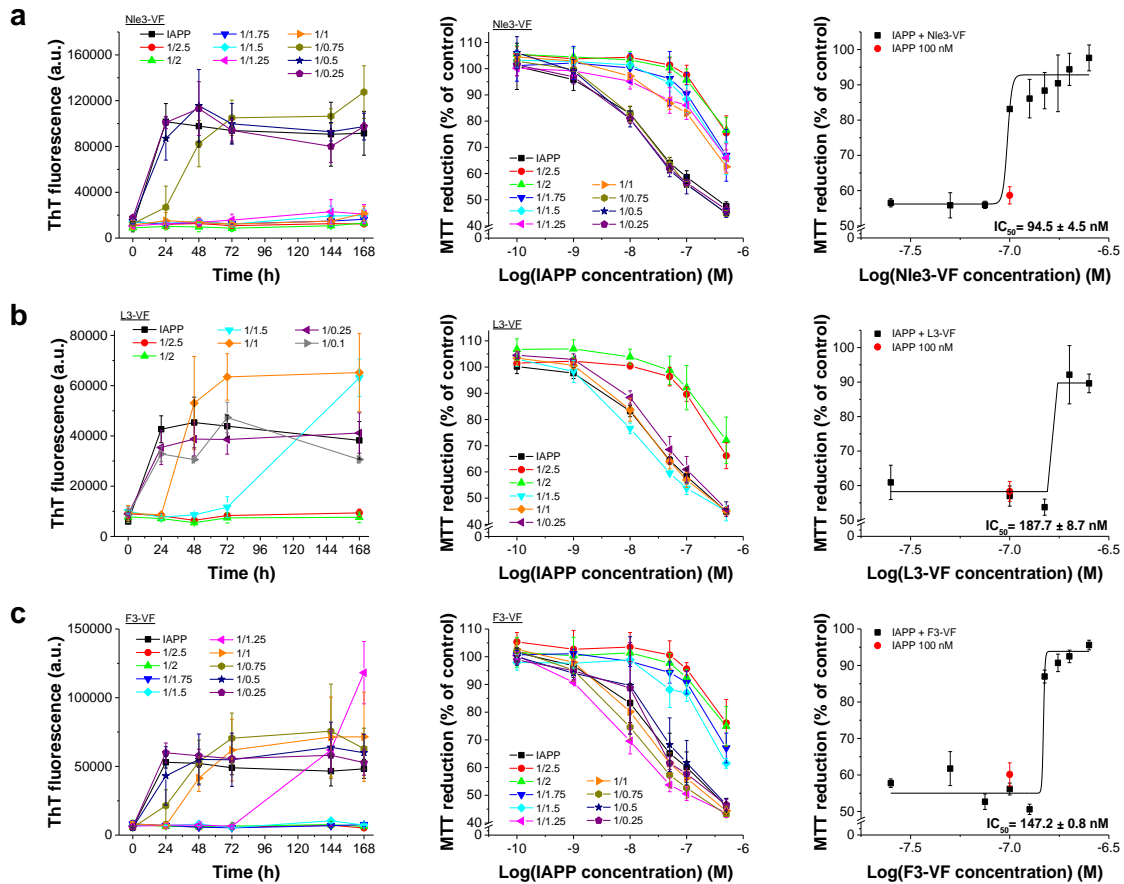 a
Nle3-VF
IAPP
1/2.5
1/2
1/1.75
1/1.5
1/1.25
1/1
1/0.75
1/0.5
1/0.25
ThT fluorescence (a.u.)
160000
120000
80000
40000
20000
0
0 24 48 72 96 120 144 168
Time (h)
Nle3-VF
MTT reduction (% of control)
110
100
90
80
70
60
50
40
0
IAPP
1/2.5
1/2
1/1.75
1/1.5
1/1.25
1/1
1/0.75
1/0.5
1/0.25
-10 -9 -8 -7 -6
Log(IAPP concentration) (M)
MTT reduction (% of control)
100
90
80
70
60
50
0
IAPP + Nle3-VF
IAPP 100 nM
IC50= 94.5 ± 4.5 nM
-7.5 -7.0 -6.5
Log(Nle3-VF concentration) (M)
b
L3-VF
IAPP
1/2.5
1/2
1/1.5
1/1
1/0.25
1/0.1
ThT fluorescence (a.u.)
80000
60000
40000
20000
0
0 24 48 72 96 120 144 168
Time (h)
L3-VF
MTT reduction (% of control)
110
100
90
80
70
60
50
40
0
IAPP
1/2.5
1/2
1/1.5
1/1
1/0.25
-10 -9 -8 -7 -6
Log(IAPP concentration) (M)
MTT reduction (% of control)
100
90
80
70
60
50
0
IAPP + L3-VF
IAPP 100 nM
IC50= 187.7 ± 8.7 nM
-7.5 -7.0 -6.5
Log(L3-VF concentration) (M)
c
F3-VF
IAPP
1/2.5
1/2
1/1.75
1/1.5
1/1.25
1/1
1/0.75
1/0.5
1/0.25
ThT fluorescence (a.u.)
150000
100000
50000
0
0 24 48 72 96 120 144 168
Time (h)
F3-VF
MTT reduction (% of control)
110
100
90
80
70
60
50
40
0
IAPP
1/2.5
1/2
1/1.75
1/1.5
1/1.25
1/1
1/0.75
1/0.5
1/0.25
-10 -9 -8 -7 -6
Log(IAPP concentration) (M)
MTT reduction (% of control)
100
90
80
70
60
50
0
IAPP + F3-VF
IAPP 100 nM
IC50= 147.2 ± 0.8 nM
-7.5 -7.0 -6.5
Log(F3-VF concentration) (M)